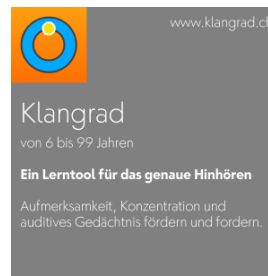 www.klangrad.ch
Klangrad
von 6 bis 99 Jahren
Ein Lerntool für das genaue Hinhören
Aufmerksamkeit, Konzentration und
auditives Gedächtnis fördern und fordern.